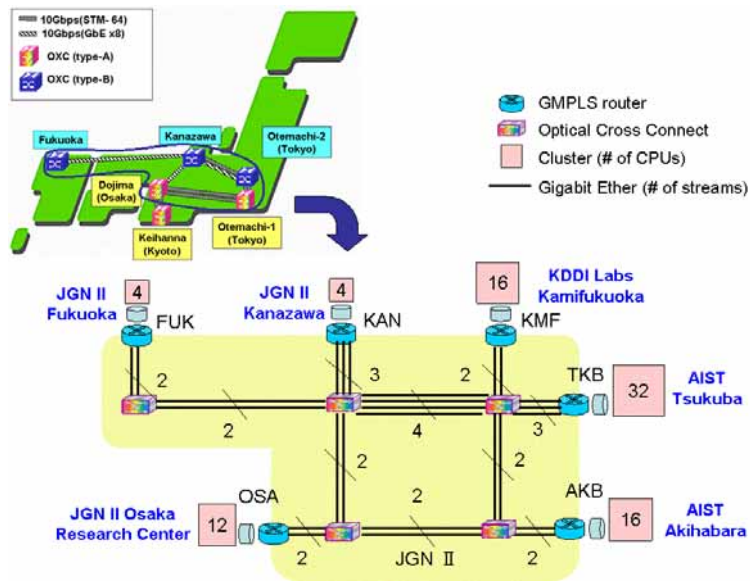 10Gbps(STM- 64)
10Gbps(GbE x8)
OXC (type-A)
OXC (type-B)
Fukuoka
Kanazawa
Otemachi-2
(Tokyo)
Dojima
(Osaka)
Keihanna
(Kyoto)
Otemachi-1
(Tokyo)
GMPLS router
Optical Cross Connect
Cluster (# of CPUs)
Gigabit Ether (# of streams)
JGN II
Fukuoka
4
FUK
JGN II
Kanazawa
4
KAN
16
KMF
KDDI Labs
Kamifukuoka
TKB
32
AIST
Tsukuba
2
3
2
2
4
3
2
2
2
OSA
AKB
JGN II Osaka
Research Center
12
2
JGN II
2
16
AIST
Akihabara